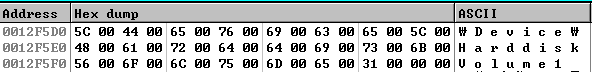 Address Hex dump ASCII
0012F5D0 5C 00 44 00 65 00 76 00 69 00 63 00 65 00 5C 00 ₩ D e v i c e ₩
0012F5E0 48 00 61 00 72 00 64 00 64 00 69 00 73 00 6B 00 H a r d d i s k
0012F5F0 56 00 6F 00 6C 00 75 00 6D 00 65 00 31 00 00 00 V o l u m e 1